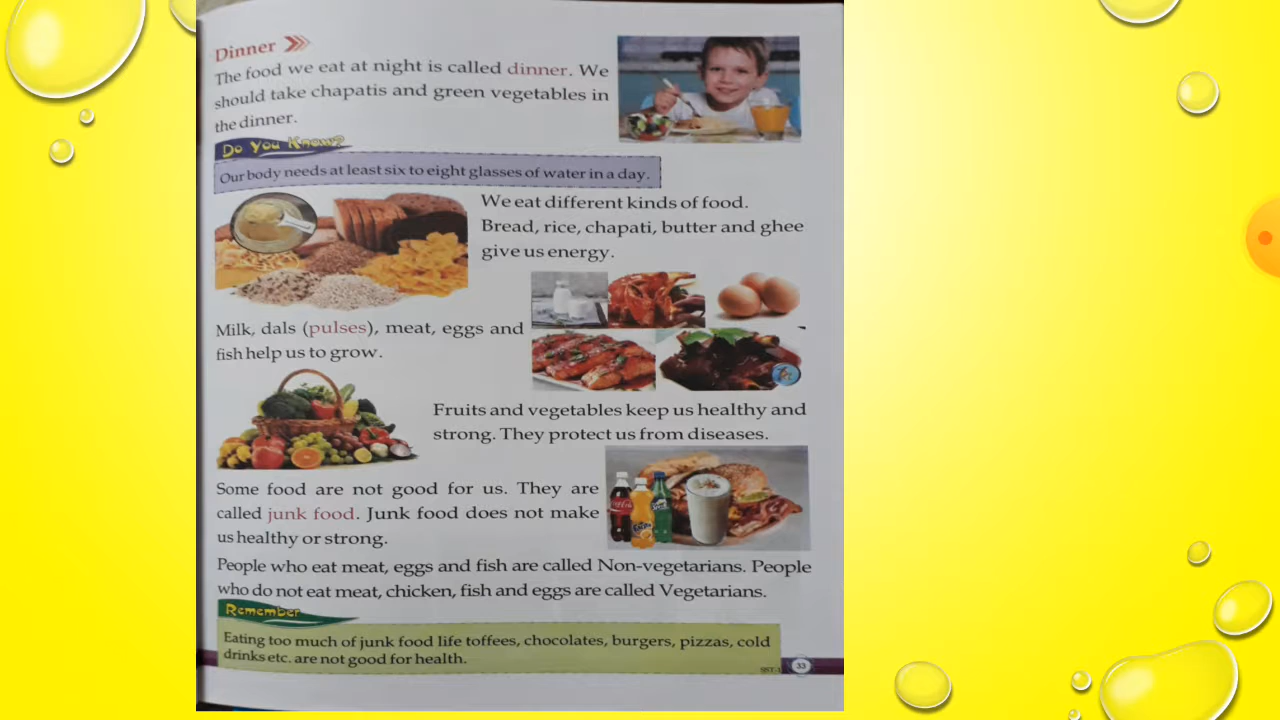 Dinner
The food we eat at night is called dinner. We
should take chapatis and green vegetables in
the dinner.
Do You Know?
Our body needs at least six to eight glasses of water in a day.
We eat different kinds of food.
Bread, rice, chapati, butter and ghee
give us energy.
Milk, dals (pulses), meat, eggs and
fish help us to grow.
Fruits and vegetables keep us healthy and
strong. They protect us from diseases.
Some food are not good for us. They are
called junk food. Junk food does not make
us healthy or strong.
People who eat meat, eggs and fish are called Non-vegetarians. People
who do not eat meat, chicken, fish and eggs are called Vegetarians.
Remember
Eating too much of junk food life toffees, chocolates, burgers, pizzas, cold
drinks etc. are not good for health.
33